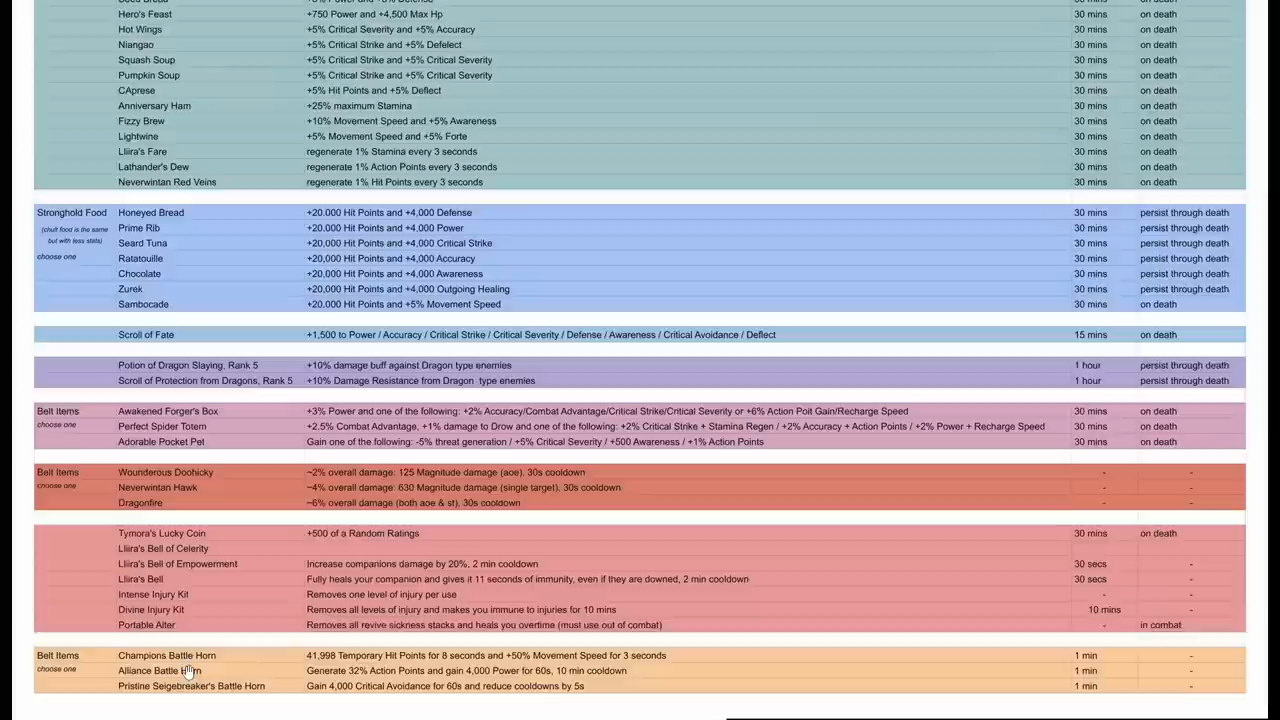 Hero's Feast +750 Power and +4,500 Max Hp 30 mins on death
Hot Wings +5% Critical Severity and +5% Accuracy 30 mins on death
Niangao +5% Critical Strike and +5% Defelect 30 mins on death
Squash Soup +5% Critical Strike and +5% Critical Severity 30 mins on death
Pumpkin Soup +5% Critical Strike and +5% Critical Severity 30 mins on death
CAprese +5% Hit Points and +5% Deflect 30 mins on death
Anniversary Ham +25% maximum Stamina 30 mins on death
Fizzy Brew +10% Movement Speed and +5% Awareness 30 mins on death
Lightwine +5% Movement Speed and +5% Forte 30 mins on death
Lliira's Fare regenerate 1% Stamina every 3 seconds 30 mins on death
Lathander's Dew regenerate 1% Action Points every 3 seconds 30 mins on death
Neverwintan Red Veins regenerate 1% Hit Points every 3 seconds 30 mins on death
Stronghold Food Honeyed Bread +20.000 Hit Points and +4,000 Defense 30 mins persist through death
(chult food is the same Prime Rib +20.000 Hit Points and +4,000 Power 30 mins persist through death
but with less stats) Seard Tuna +20,000 Hit Points and +4,000 Critical Strike 30 mins persist through death
choose one Ratatouille +20,000 Hit Points and +4,000 Accuracy 30 mins persist through death
Chocolate +20,000 Hit Points and +4,000 Awareness 30 mins persist through death
Zurek +20,000 Hit Points and +4,000 Outgoing Healing 30 mins persist through death
Sambocade +20.000 Hit Points and +5% Movement Speed 30 mins on death
Scroll of Fate +1,500 to Power / Accuracy / Critical Strike / Critical Severity / Defense / Awareness / Critical Avoidance / Deflect 15 mins on death
Potion of Dragon Slaying, Rank 5 +10% damage buff against Dragon type enemies 1 hour persist through death
Scroll of Protection from Dragons, Rank 5 +10% Damage Resistance from Dragon type enemies 1 hour persist through death
Belt Items Awakened Forger's Box +3% Power and one of the following: +2% Accuracy/Combat Advantage/Critical Strike/Critical Severity or +6% Action Poit Gain/Recharge Speed 30 mins on death
choose one Perfect Spider Totem +2.5% Combat Advantage, +1% damage to Drow and one of the following: +2% Critical Strike + Stamina Regen / +2% Accuracy + Action Points / +2% Power + Recharge Speed 30 mins on death
Adorable Pocket Pet Gain one of the following: -5% threat generation / +5% Critical Severity / +500 Awareness / +1% Action Points 30 mins on death
Belt Items Wounderous Doohicky ~2% overall damage: 125 Magnitude damage (aoe), 30s cooldown - -
choose one Neverwintan Hawk ~4% overall damage: 630 Magnitude damage (single target), 30s cooldown - -
Dragonfire ~6% overall damage (both aoe & st), 30s cooldown - -
Tymora's Lucky Coin +500 of a Random Ratings 30 mins on death
Lliira's Bell of Celerity
Lliira's Bell of Empowerment Increase companions damage by 20%, 2 min cooldown 30 secs -
Lliira's Bell Fully heals your companion and gives it 11 seconds of immunity, even if they are downed, 2 min cooldown 30 secs -
Intense Injury Kit Removes one level of injury per use - -
Divine Injury Kit Removes all levels of injury and makes you immune to injuries for 10 mins 10 mins -
Portable Alter Removes all revive sickness stacks and heals you overtime (must use out of combat) - in combat
Belt Items Champions Battle Horn 41,998 Temporary Hit Points for 8 seconds and +50% Movement Speed for 3 seconds 1 min -
choose one Alliance Battle Horn Generate 32% Action Points and gain 4,000 Power for 60s, 10 min cooldown 1 min -
Pristine Seigebreaker's Battle Horn Gain 4,000 Critical Avoidance for 60s and reduce cooldowns by 5s 1 min -